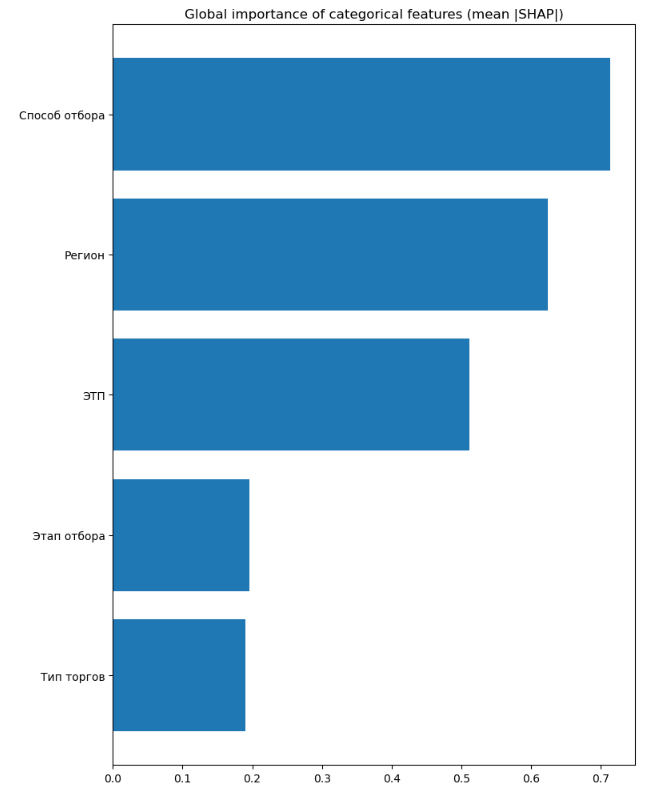 Global importance of categorical features (mean |SHAP|)
Способ отбора
Регион
ЭТП
Этап отбора
Тип торгов
0.0 0.1 0.2 0.3 0.4 0.5 0.6 0.7